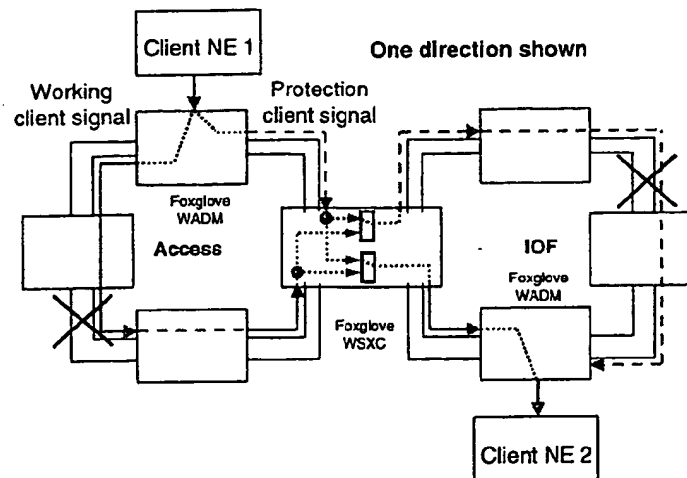 Client NE 1
One direction shown
Working
client signal
Protection
client signal
Foxglove
WADM
Access
IOF
Foxglove
WADM
Foxglove
WSXC
Client NE 2